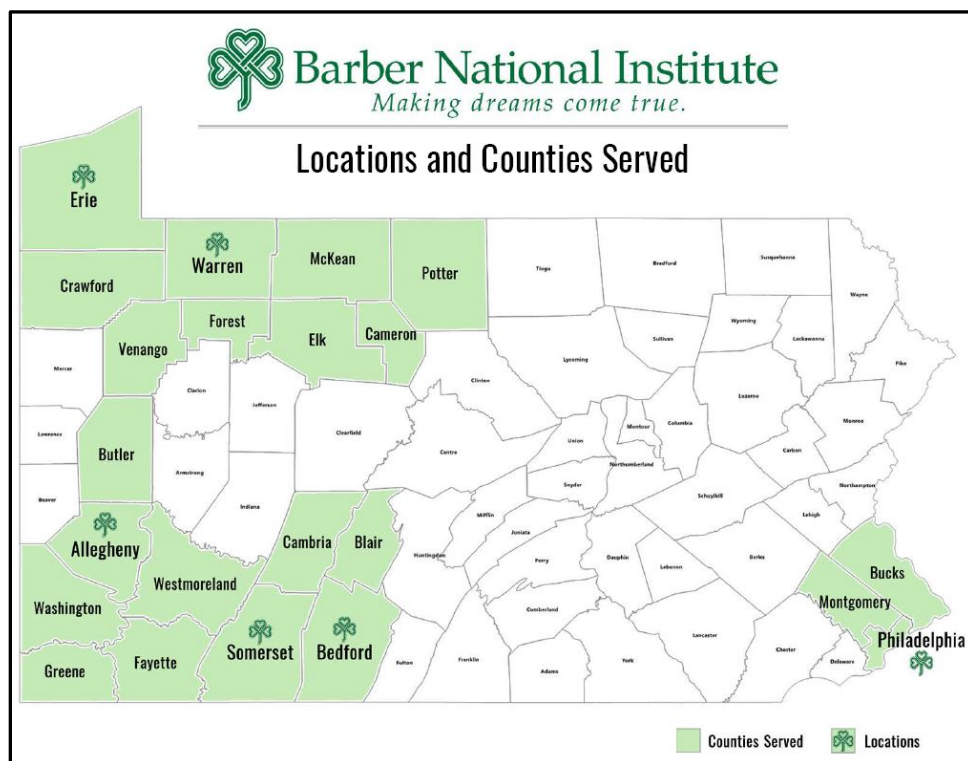 Barber National Institute
Making dreams come true.
Locations and Counties Served
Erie
Warren
McKean
Potter
Crawford
Tioga
Bradford
Susquehanna
Wayne
Forest
Venango
Elk
Cameron
Wyoming
Lackawanna
Sullivan
Pike
Mercer
Lycoming
Clinton
Clarion
Jefferson
Luzerne
Columbia
Montour
Monroe
Lawrence
Clearfield
Union
Centre
Carbon
Butler
Armstrong
Northumberland
Snyder
Northampton
Beaver
Indiana
Schuylkill
Mifflin
Lehigh
Allegheny
Cambria
Blair
Juniata
Huntingdon
Perry
Dauphin
Lebanon
Berks
Bucks
Westmoreland
Washington
Montgomery
Cumberland
Philadelphia
Somerset
Bedford
Lancaster
Greene
Fayette
Fulton
Franklin
Adams
York
Chester
Delaware
Counties Served
Locations